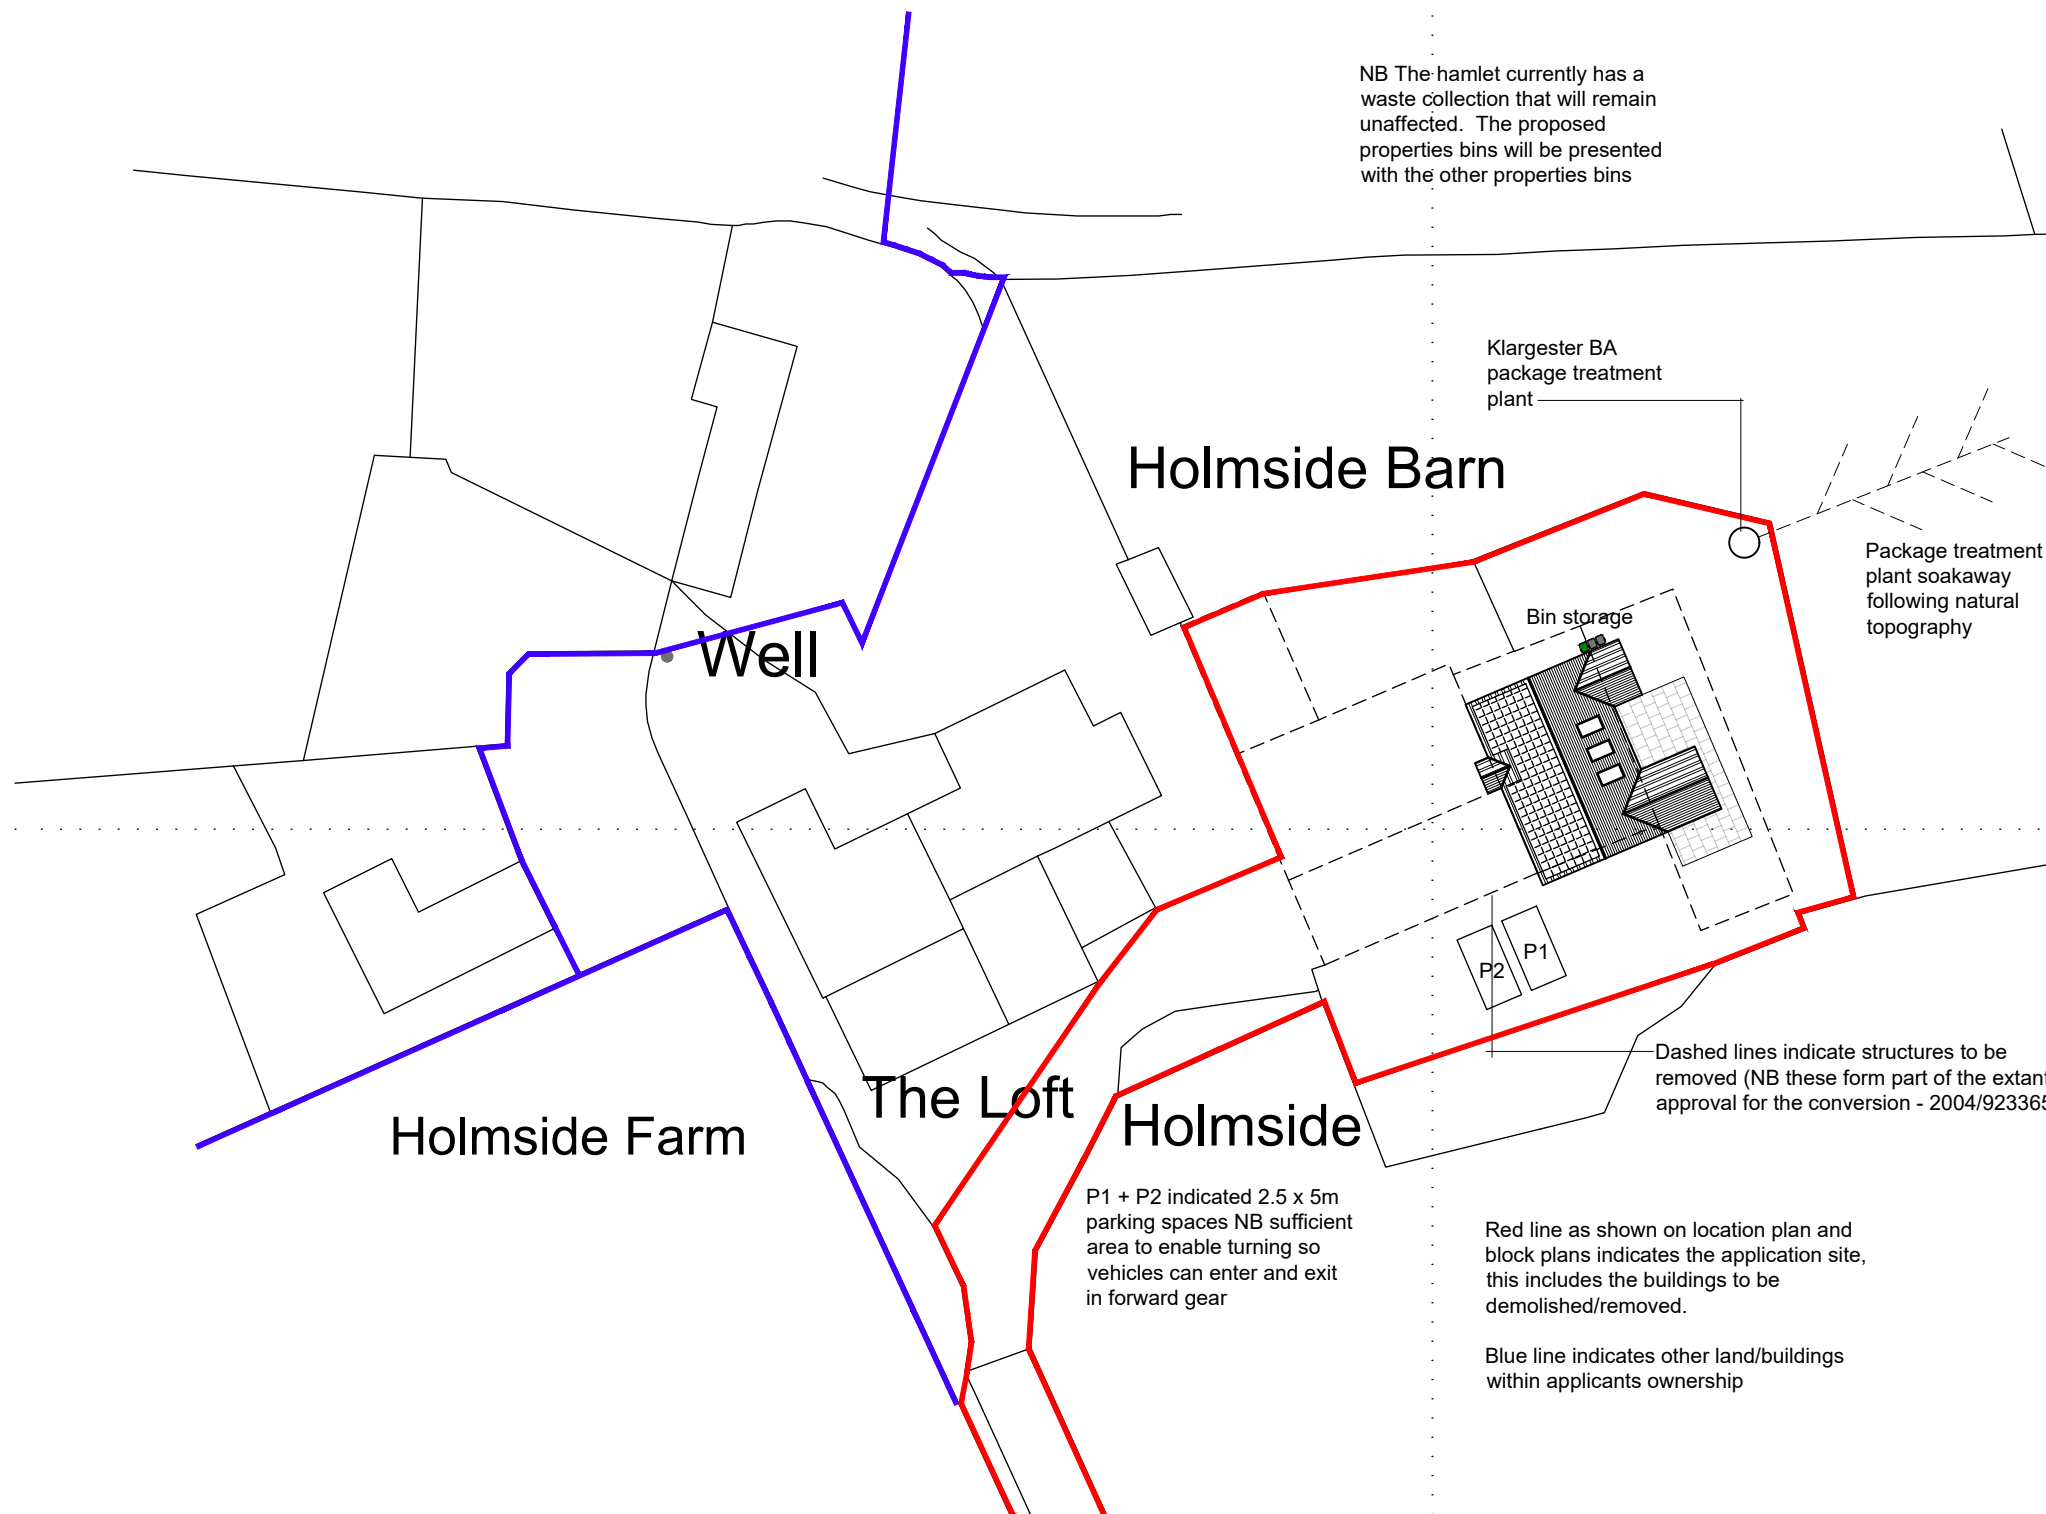 NB The hamlet currently has a
waste collection that will remain
unaffected. The proposed
properties bins will be presented
with the other properties bins
Klargester BA
package treatment
plant
Holmside Barn
Package treatment
plant soakaway
following natural
topography
Bin storage
Well
P1
P2
Dashed lines indicate structures to be
removed (NB these form part of the extant
approval for the conversion - 2004/923365
The Loft
Holmside
Holmside Farm
P1 + P2 indicated 2.5 x 5m
parking spaces NB sufficient
area to enable turning so
vehicles can enter and exit
in forward gear
Red line as shown on location plan and
block plans indicates the application site,
this includes the buildings to be
demolished/removed.
Blue line indicates other land/buildings
within applicants ownership